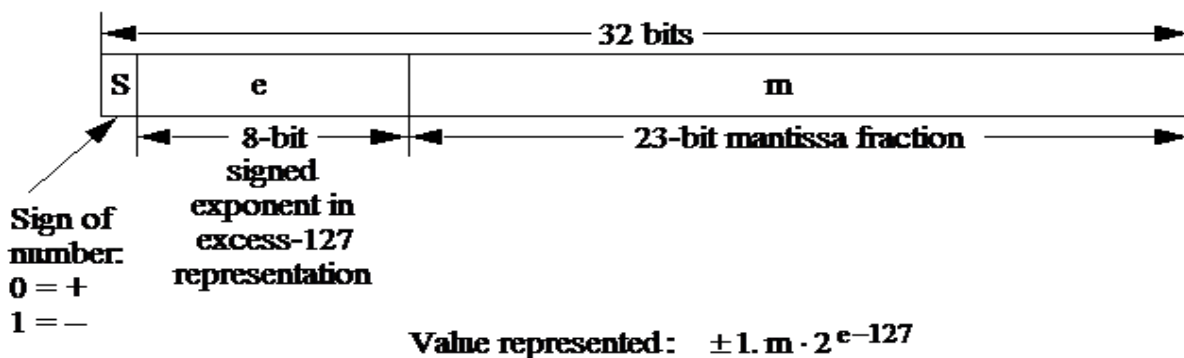 32 bits
S e m
8-bit
signed
exponent in
excess-127
representation
23-bit mantissa fraction
Sign of
number:
0 = +
1 = −
Value represented: ±1. m · 2^e−127